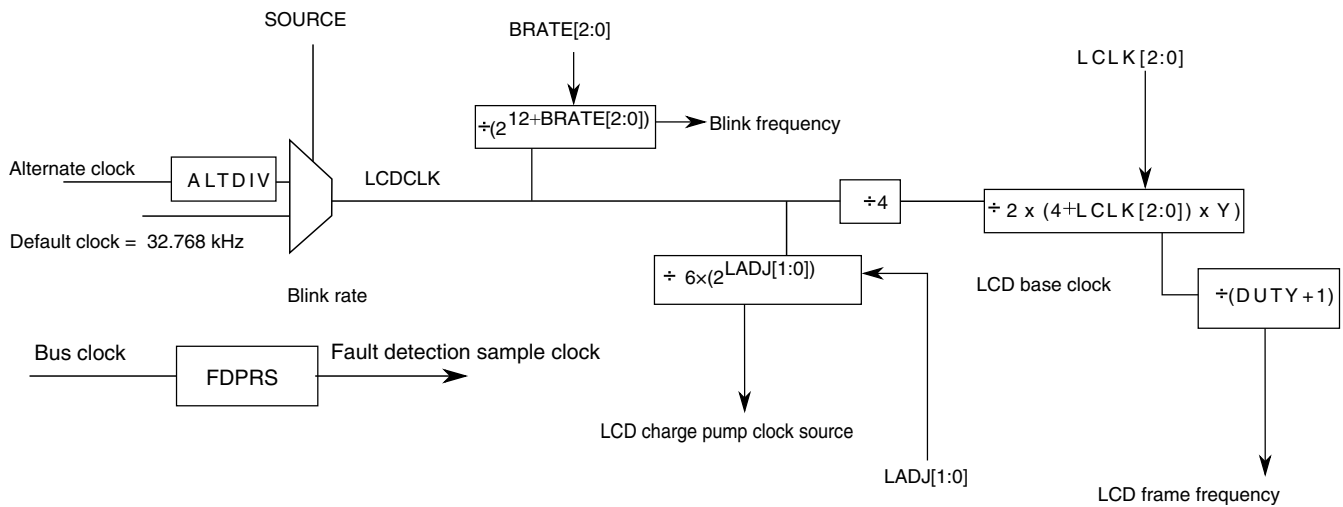 SOURCE
BRATE[2:0]
LCLK[2:0]
÷(2^12+BRATE[2:0])
Blink frequency
Alternate clock
ALTDIV
LCDCLK
÷4
÷ 2 x (4+LCLK[2:0]) x Y)
Default clock = 32.768 kHz
÷ 6×(2^LADJ[1:0])
LCD base clock
Blink rate
÷(DUTY+1)
Bus clock
FDPRS
Fault detection sample clock
LCD charge pump clock source
LADJ[1:0]
LCD frame frequency